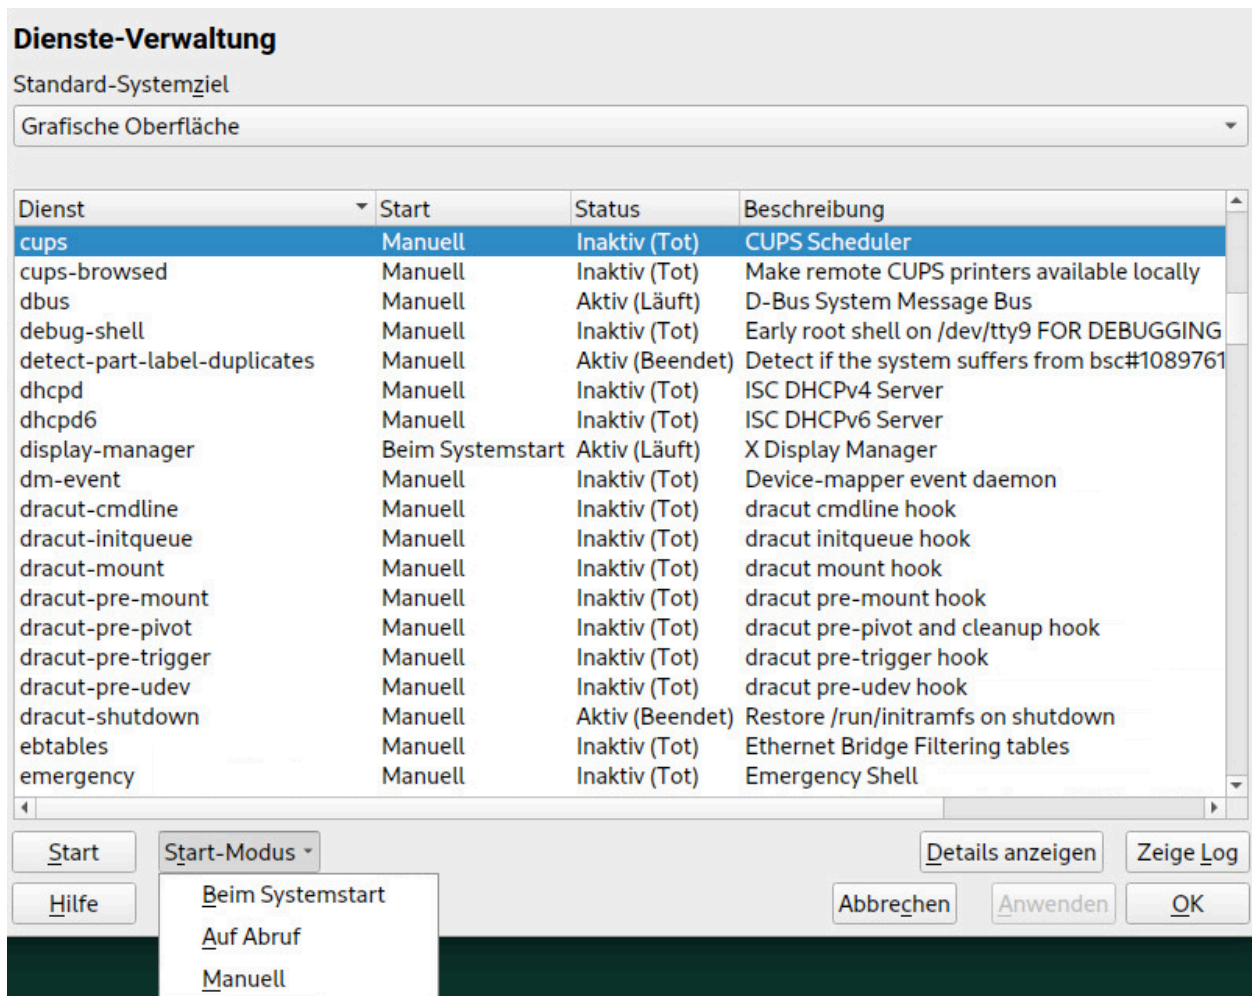 Dienste-Verwaltung
Standard-Systemziel
Grafische Oberfläche
Dienst Start Status Beschreibung
cups Manuell Inaktiv (Tot) CUPS Scheduler
cups-browsed Manuell Inaktiv (Tot) Make remote CUPS printers available locally
dbus Manuell Aktiv (Läuft) D-Bus System Message Bus
debug-shell Manuell Inaktiv (Tot) Early root shell on /dev/tty9 FOR DEBUGGING
detect-part-label-duplicates Manuell Aktiv (Beendet) Detect if the system suffers from bsc#1089761
dhcpd Manuell Inaktiv (Tot) ISC DHCPv4 Server
dhcpd6 Manuell Inaktiv (Tot) ISC DHCPv6 Server
display-manager Beim Systemstart Aktiv (Läuft) X Display Manager
dm-event Manuell Inaktiv (Tot) Device-mapper event daemon
dracut-cmdline Manuell Inaktiv (Tot) dracut cmdline hook
dracut-initqueue Manuell Inaktiv (Tot) dracut initqueue hook
dracut-mount Manuell Inaktiv (Tot) dracut mount hook
dracut-pre-mount Manuell Inaktiv (Tot) dracut pre-mount hook
dracut-pre-pivot Manuell Inaktiv (Tot) dracut pre-pivot and cleanup hook
dracut-pre-trigger Manuell Inaktiv (Tot) dracut pre-trigger hook
dracut-pre-udev Manuell Inaktiv (Tot) dracut pre-udev hook
dracut-shutdown Manuell Aktiv (Beendet) Restore /run/initramfs on shutdown
ebtables Manuell Inaktiv (Tot) Ethernet Bridge Filtering tables
emergency Manuell Inaktiv (Tot) Emergency Shell
Start Start-Modus Details anzeigen Zeige Log
Hilfe Beim Systemstart Abbrechen Anwenden OK
Auf Abruf
Manuell